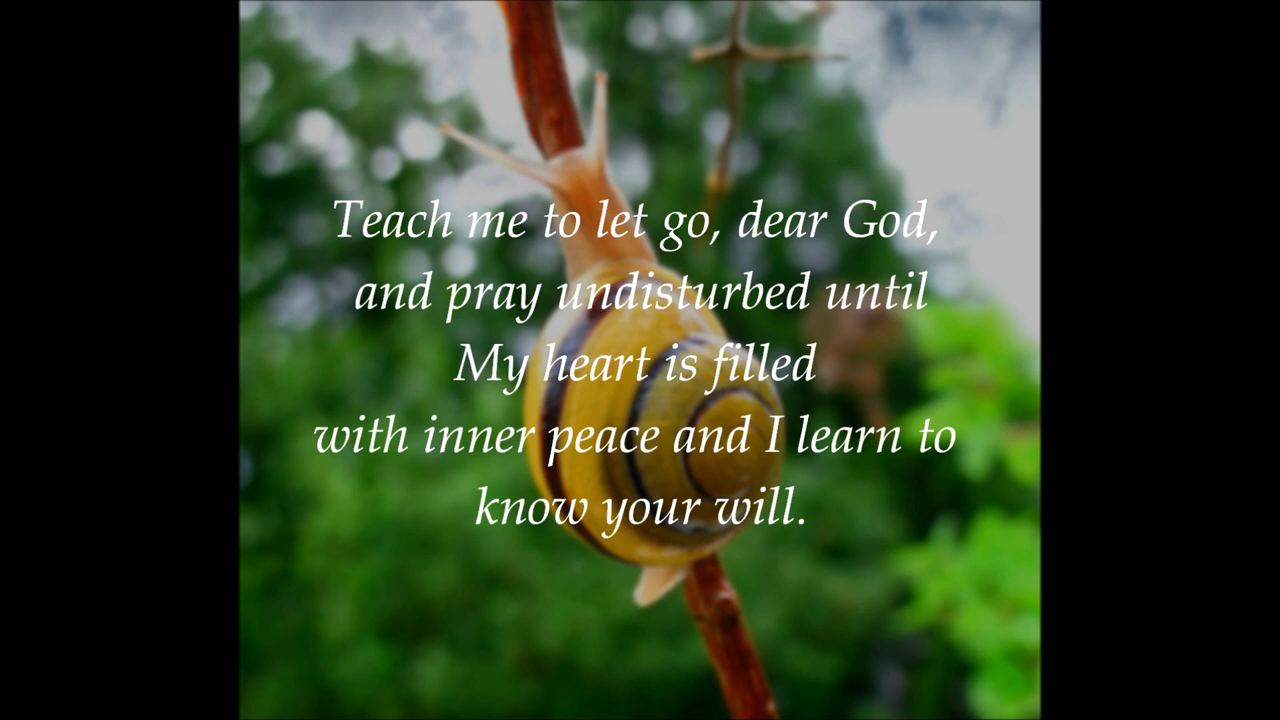 Teach me to let go, dear God,
and pray undisturbed until
My heart is filled
with inner peace and I learn to
know your will.